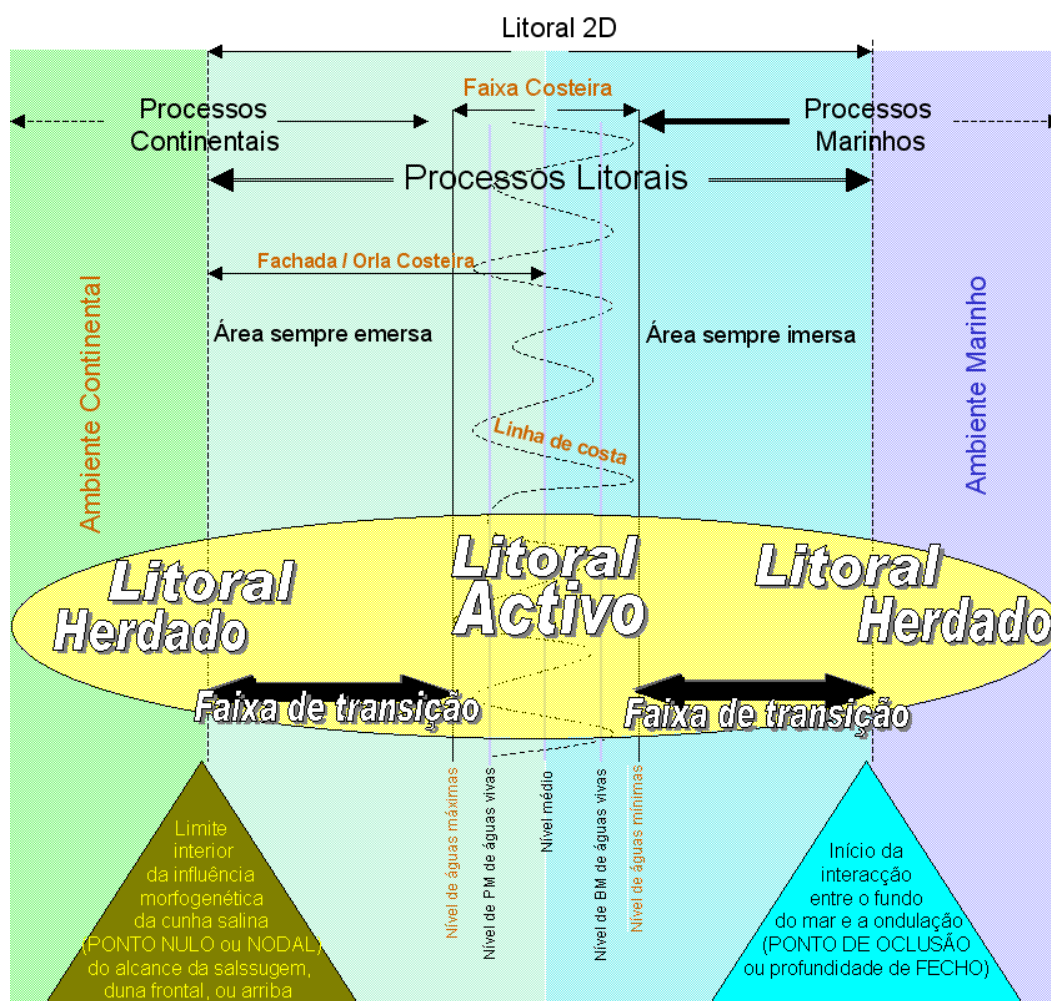 Litoral 2D
Faixa Costeira
Processos
Continentais
Processos
Marinhos
Processos Litorais
Fachada / Orla Costeira
Área sempre emersa
Área sempre imersa
Ambiente Continental
Ambiente Marinho
Linha de costa
Litoral
Herdado
Litoral
Activo
Litoral
Herdado
Faixa de transição
Faixa de transição
Nível de águas máximas
Nível de PM de águas vivas
Nível médio
Nível de BM de águas vivas
Nível de águas mínimas
Limite
interior
da influência
morfogenética
da cunha salina
(PONTO NULO ou NODAL)
do alcance da salssugem,
duna frontal, ou arriba
Início da
interacção
entre o fundo
do mar e a ondulação
(PONTO DE OCLUSÃO
ou profundidade de FECHO)